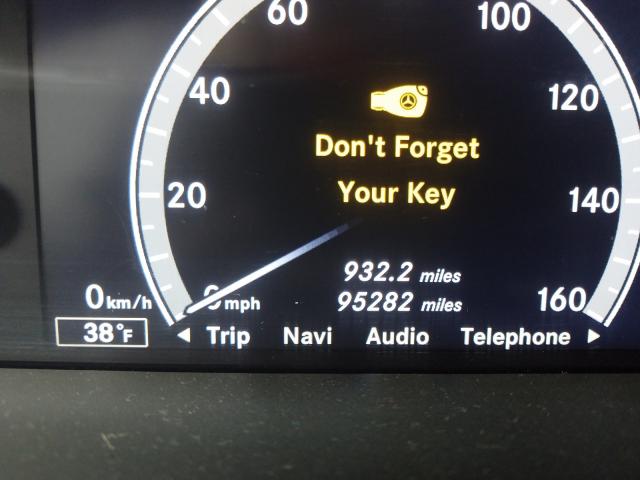 60
100
40
120
Don't Forget
Your Key
20
140
932.2 miles
0 km/h
0 mph
95282 miles
160
38°F
Trip Navi Audio Telephone